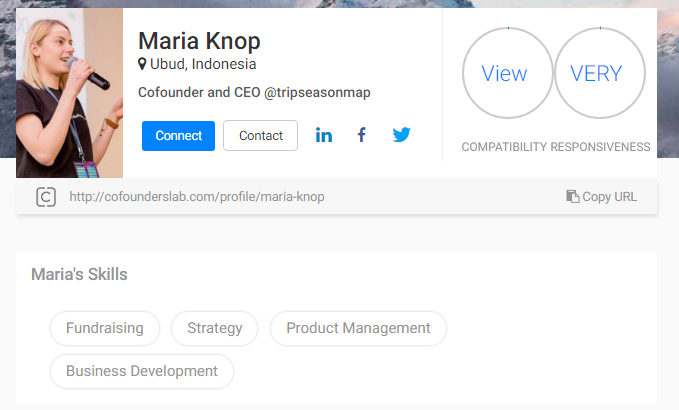 Maria Knop
Ubud, Indonesia
Cofounder and CEO @tripseasonmap
Connect
Contact
in
f
View
VERY
COMPATIBILITY RESPONSIVENESS
http://cofounderslab.com/profile/maria-knop
Copy URL
Maria's Skills
Fundraising
Strategy
Product Management
Business Development